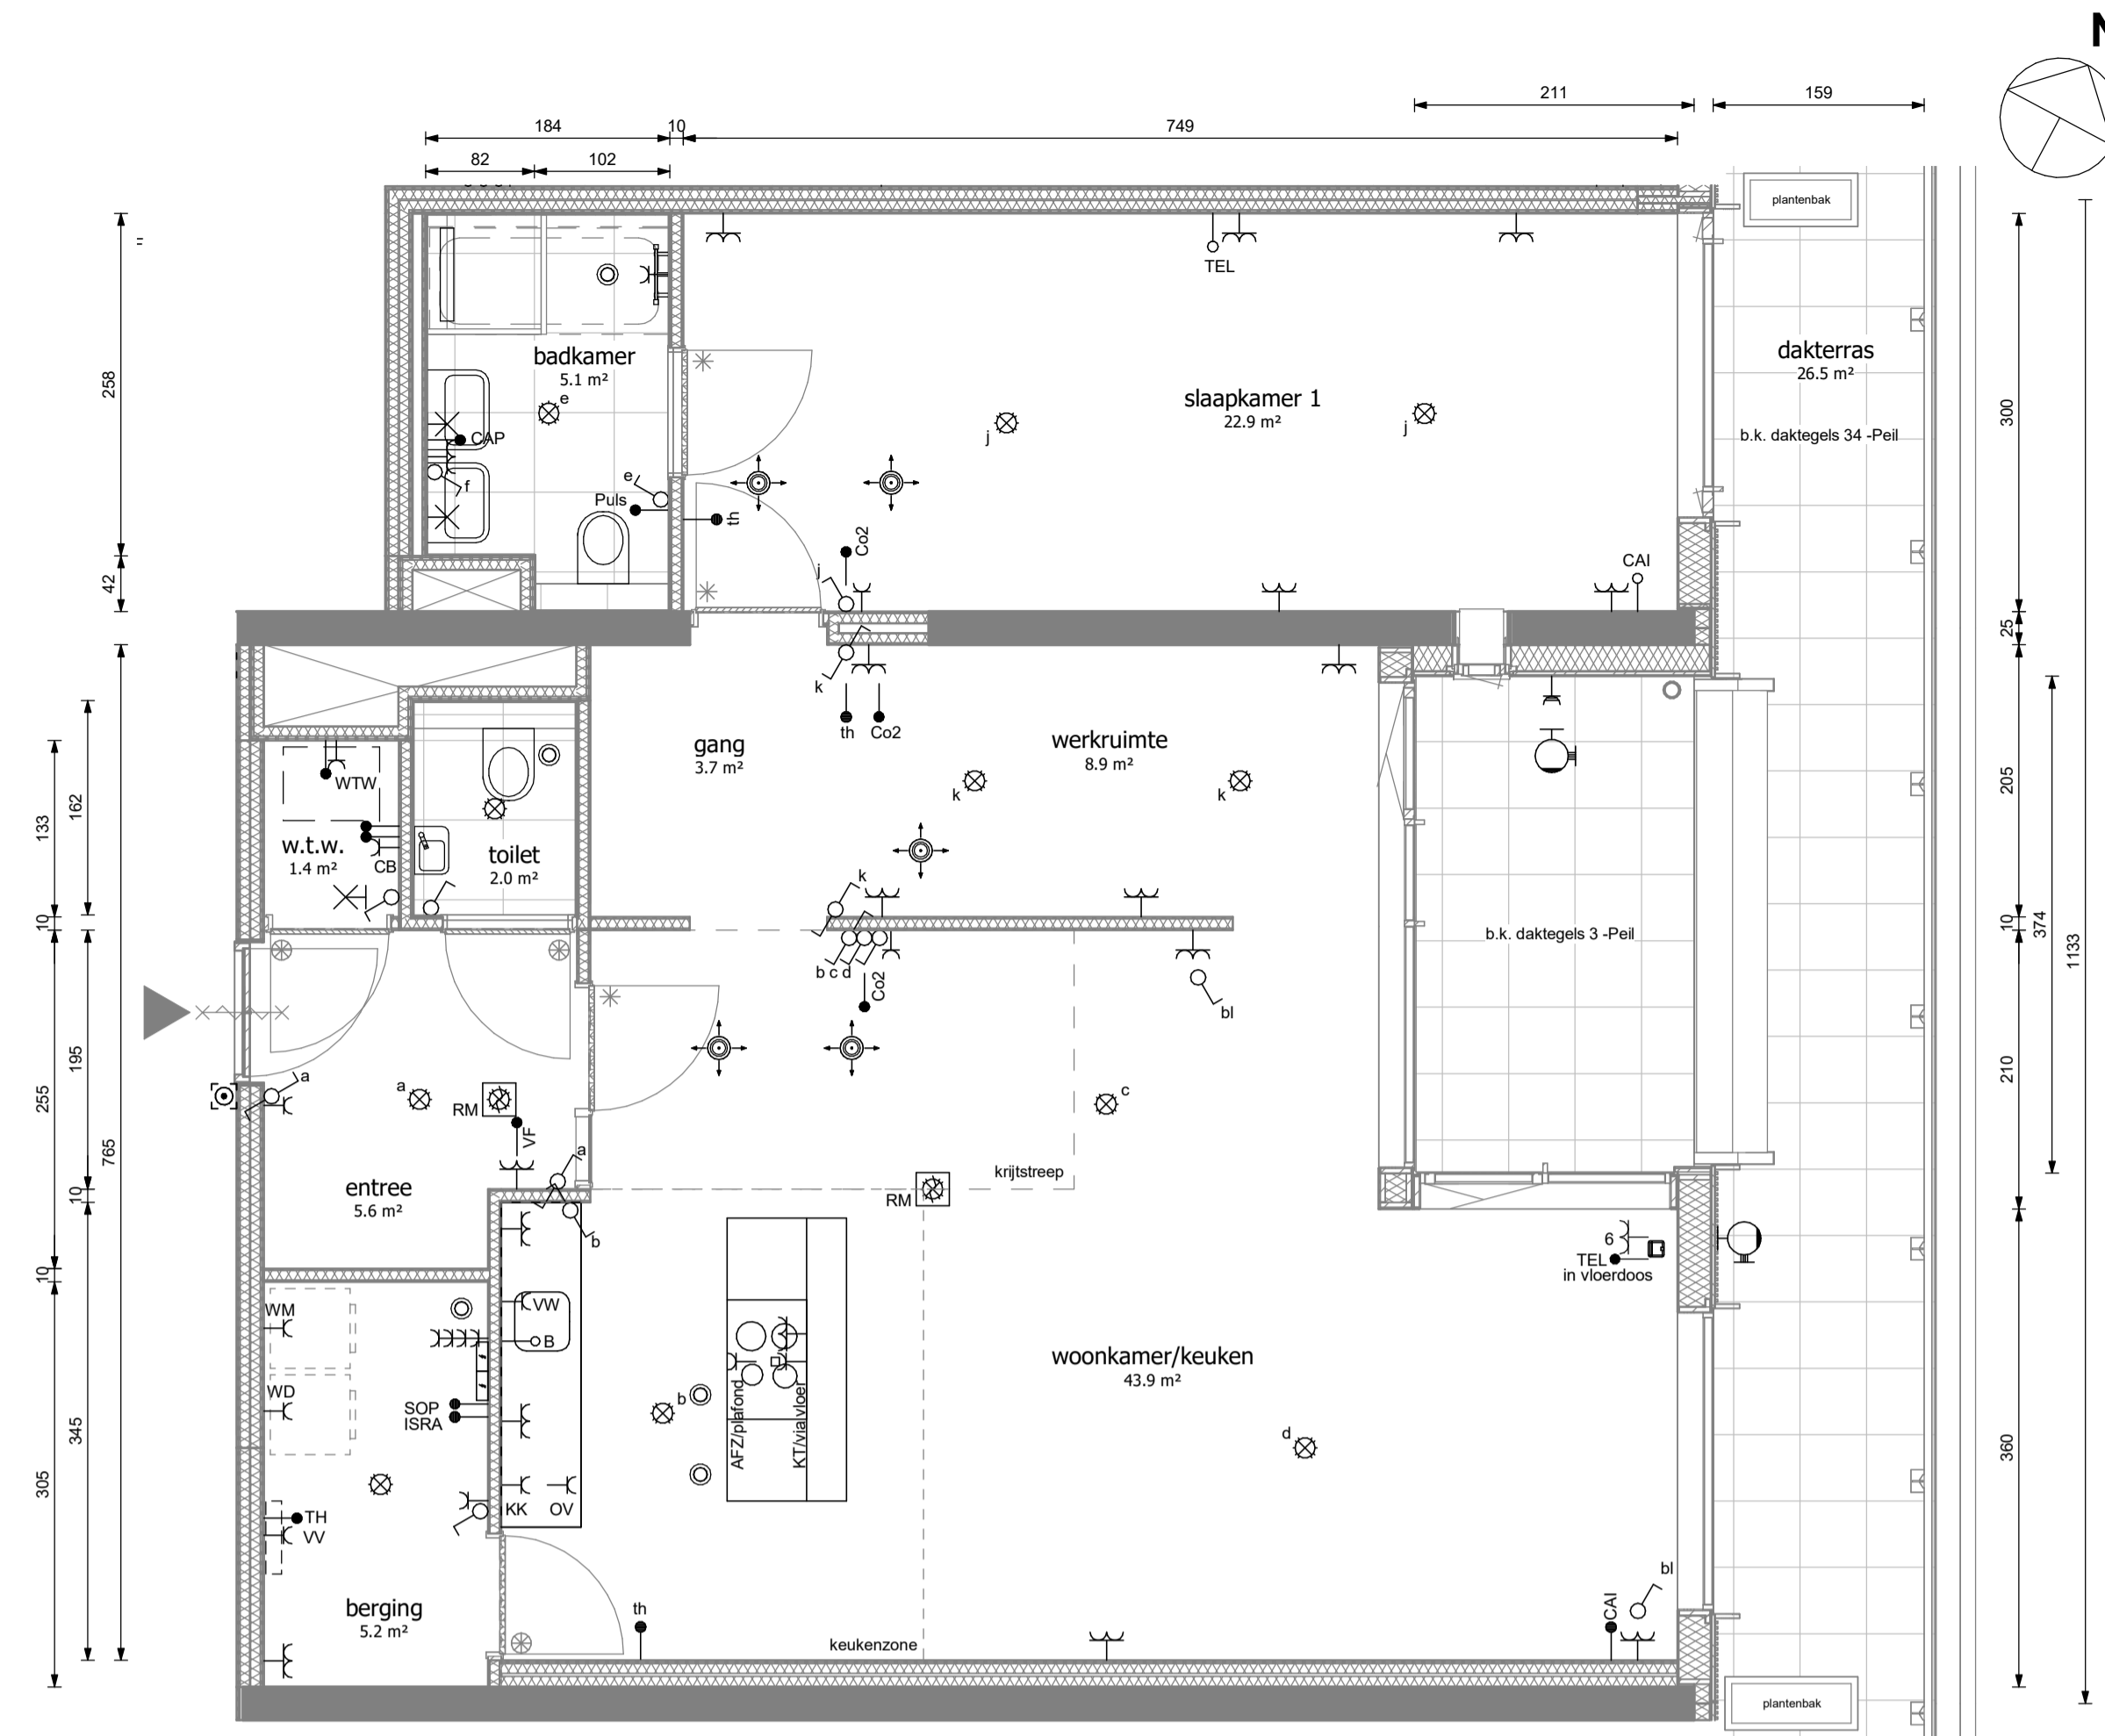 N
211
159
184
10
749
82
102
plantenbak
TEL
badkamer
5.1 m²
e
CAP
f
e
Puls
th
slaapkamer 1
22.9 m²
j
j
dakterras
26.5 m²
b.k. daktegels 34 -Peil
258
42
300
25
Co2
j
CAI
k
th
Co2
gang
3.7 m²
werkruimte
8.9 m²
k
k
WTW
w.t.w.
1.4 m²
CB
toilet
2.0 m²
133
162
10
205
10
374
1133
k
b c d
Co2
bl
b.k. daktegels 3 -Peil
195
255
765
10
10
210
a
a
RM
VF
a
entree
5.6 m²
c
krijtstreep
RM
b
6
TEL
in vloerdoos
WM
WD
VW
B
SOP
ISRA
b
AFZ/plafond
KT/via vloer
woonkamer/keuken
43.9 m²
d
345
305
360
KK
OV
TH
VV
berging
5.2 m²
th
keukenzone
CAI
bl
plantenbak